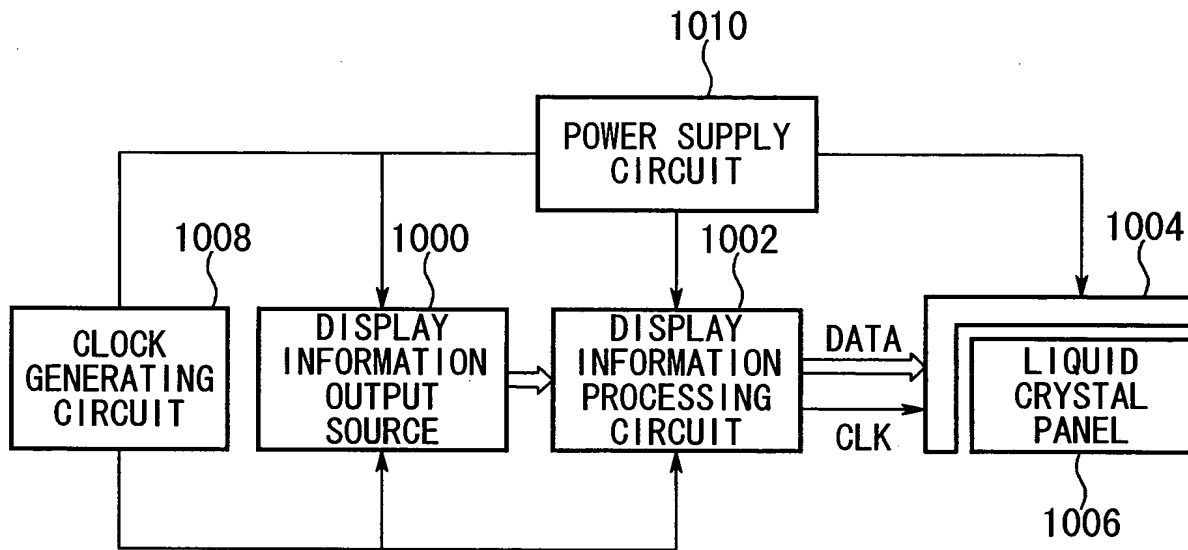 1010
POWER SUPPLY
CIRCUIT
1008
1000
1002
1004
CLOCK
GENERATING
CIRCUIT
DISPLAY
INFORMATION
OUTPUT
SOURCE
DISPLAY
INFORMATION
PROCESSING
CIRCUIT
DATA
CLK
LIQUID
CRYSTAL
PANEL
1006